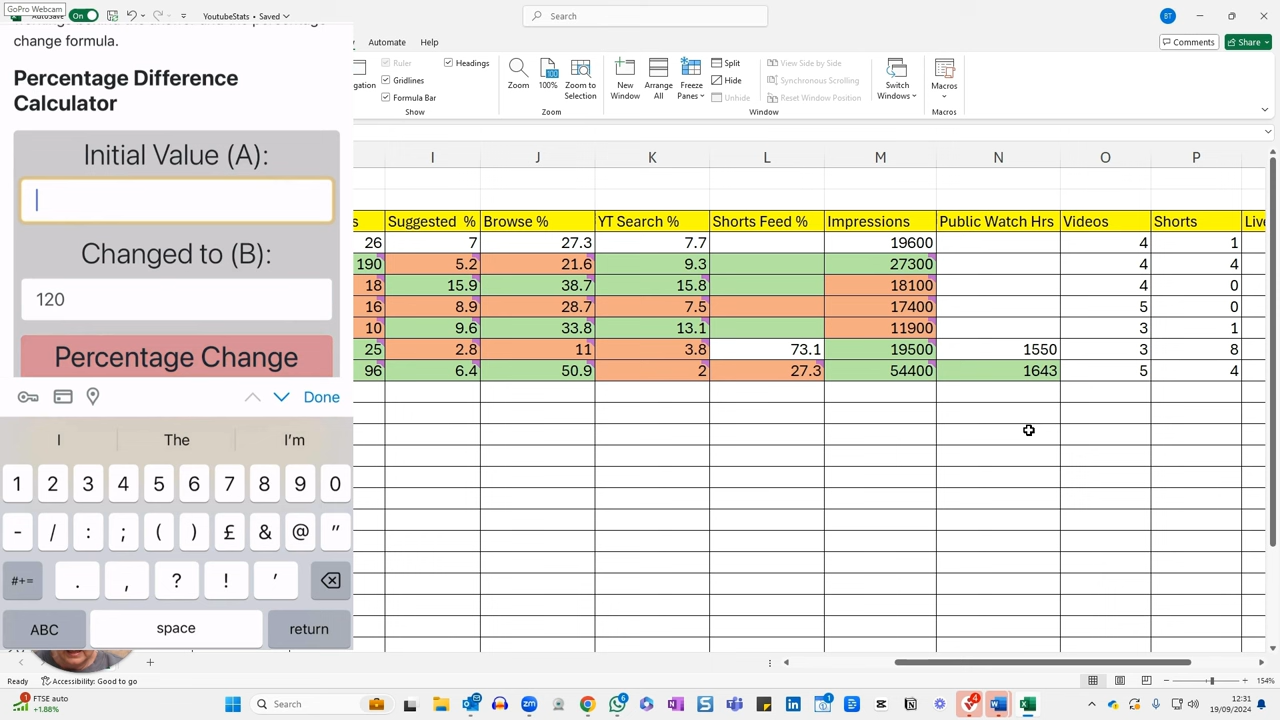 GoPro Webcam
AutoSave On YoutubeStats • Saved Search BT
change formula.
Automate Help Comments Share
Percentage Difference
Calculator
Ruler Headings
Gridlines
Formula Bar
Zoom 100% Zoom to
Selection
New
Window
Arrange
All
Freeze
Panes
Split
Hide
Unhide
View Side by Side
Synchronous Scrolling
Reset Window Position
Switch
Windows
Macros
Show Zoom Window Macros
Initial Value (A):
Changed to (B):
120
Percentage Change
Done
I The I'm
1 2 3 4 5 6 7 8 9 0
- / : ; ( ) £ & @ "
#+= . , ? ! '
ABC space return
I J K L M N O P
Suggested % Browse % YT Search % Shorts Feed % Impressions Public Watch Hrs Videos Shorts
26 7 27.3 7.7 19600 4 1
190 5.2 21.6 9.3 27300 4 4
18 15.9 38.7 15.8 18100 4 0
16 8.9 28.7 7.5 17400 5 0
10 9.6 33.8 13.1 11900 3 1
25 2.8 11 3.8 73.1 19500 1550 3 8
96 6.4 50.9 2 27.3 54400 1643 5 4
Ready Accessibility: Good to go 154%
FTSE auto
+1.88%
Search
12:31
19/09/2024